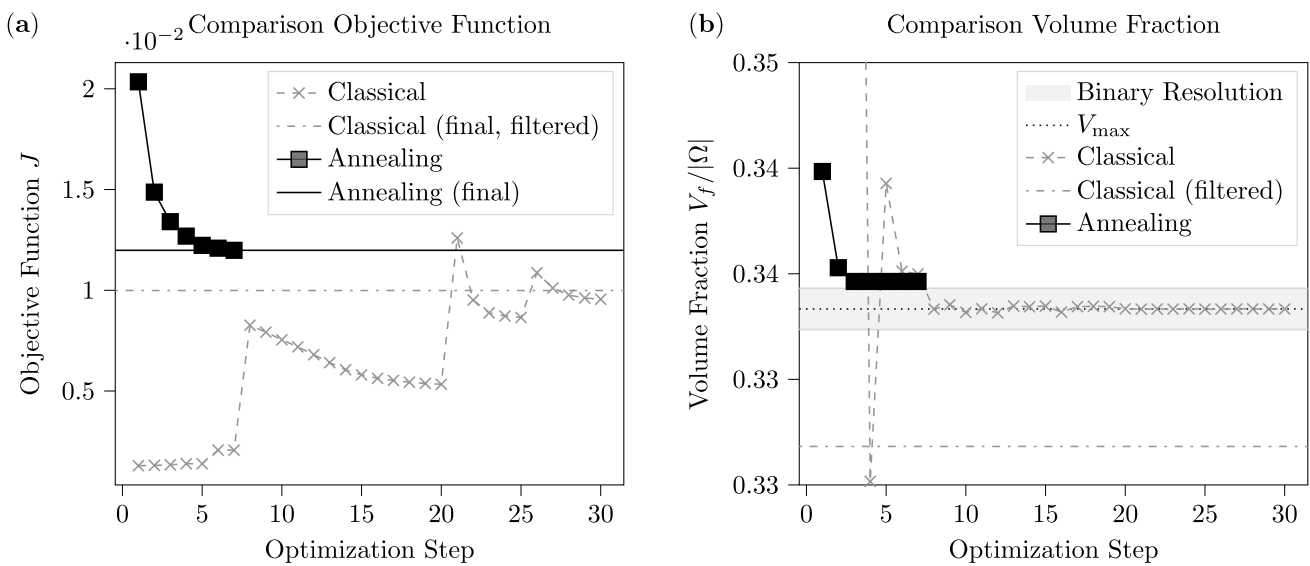 (a)
Comparison Objective Function
·10⁻²
2
1.5
1
0.5
0 5 10 15 20 25 30
Objective Function J
Optimization Step
Classical
Classical (final, filtered)
Annealing
Annealing (final)
(b)
Comparison Volume Fraction
0.35
0.34
0.34
0.33
0.33
0 5 10 15 20 25 30
Volume Fraction V_f/|Ω|
Optimization Step
Binary Resolution
V_max
Classical
Classical (filtered)
Annealing